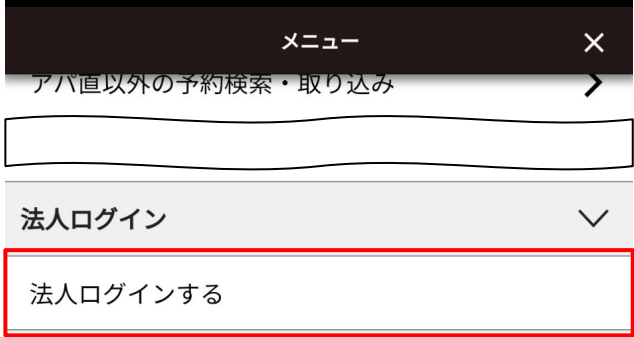 メニュー
アパ直以外の予約検索・取り込み
法人ログイン
法人ログインする